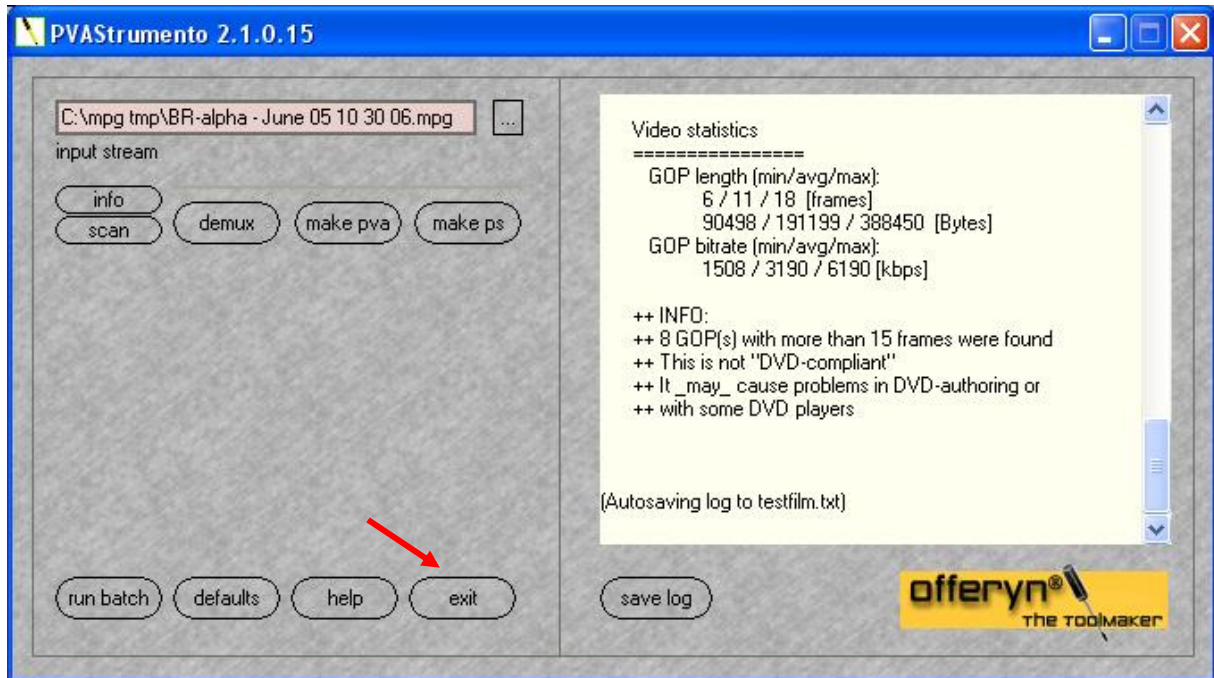 PVAStrumento 2.1.0.15
C:\mpg tmp\BR-alpha - June 05 10 30 06.mpg
...
input stream
info
scan
demux
make pva
make ps
run batch
defaults
help
exit
Video statistics
================
GOP length (min/avg/max):
6 / 11 / 18 [frames]
90498 / 191199 / 388450 [Bytes]
GOP bitrate (min/avg/max):
1508 / 3190 / 6190 [kbps]
++ INFO:
++ 8 GOP(s) with more than 15 frames were found
++ This is not "DVD-compliant"
++ It _may_ cause problems in DVD-authoring or
++ with some DVD players
(Autosaving log to testfilm.txt)
save log
offeryn®
The Toolmaker